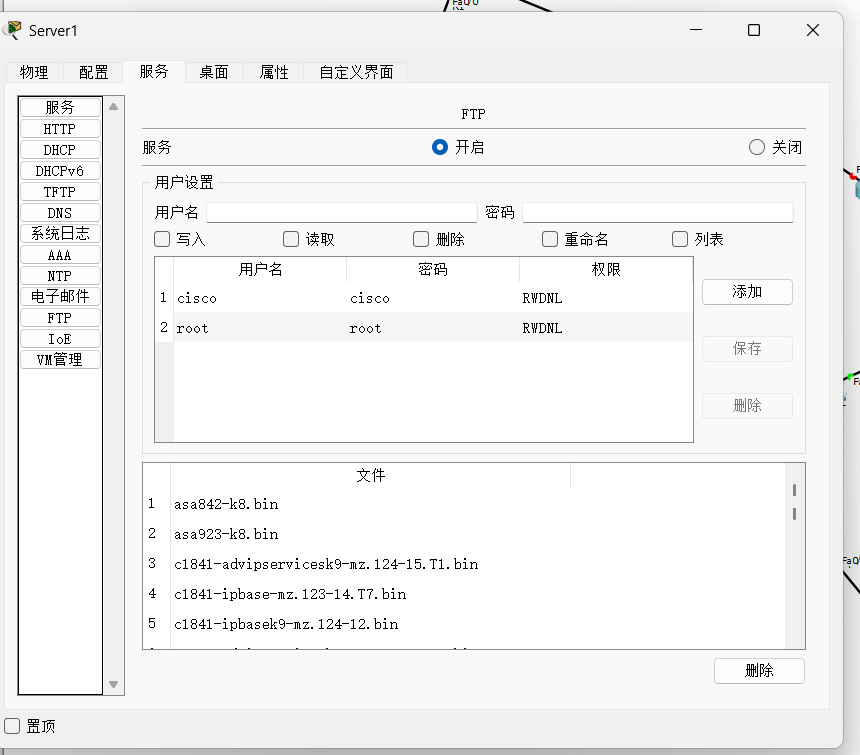 Fa0/0
Server1
物理 配置 服务 桌面 属性 自定义界面
服务
HTTP
DHCP
DHCPv6
TFTP
DNS
系统日志
AAA
NTP
电子邮件
FTP
IoE
VM管理
FTP
服务 开启 关闭
用户设置
用户名 密码
写入 读取 删除 重命名 列表
用户名 密码 权限
1 cisco cisco RWDNL
2 root root RWDNL
添加
保存
删除
文件
1 asa842-k8.bin
2 asa923-k8.bin
3 c1841-advipservicesk9-mz.124-15.T1.bin
4 c1841-ipbase-mz.123-14.T7.bin
5 c1841-ipbasek9-mz.124-12.bin
删除
置顶